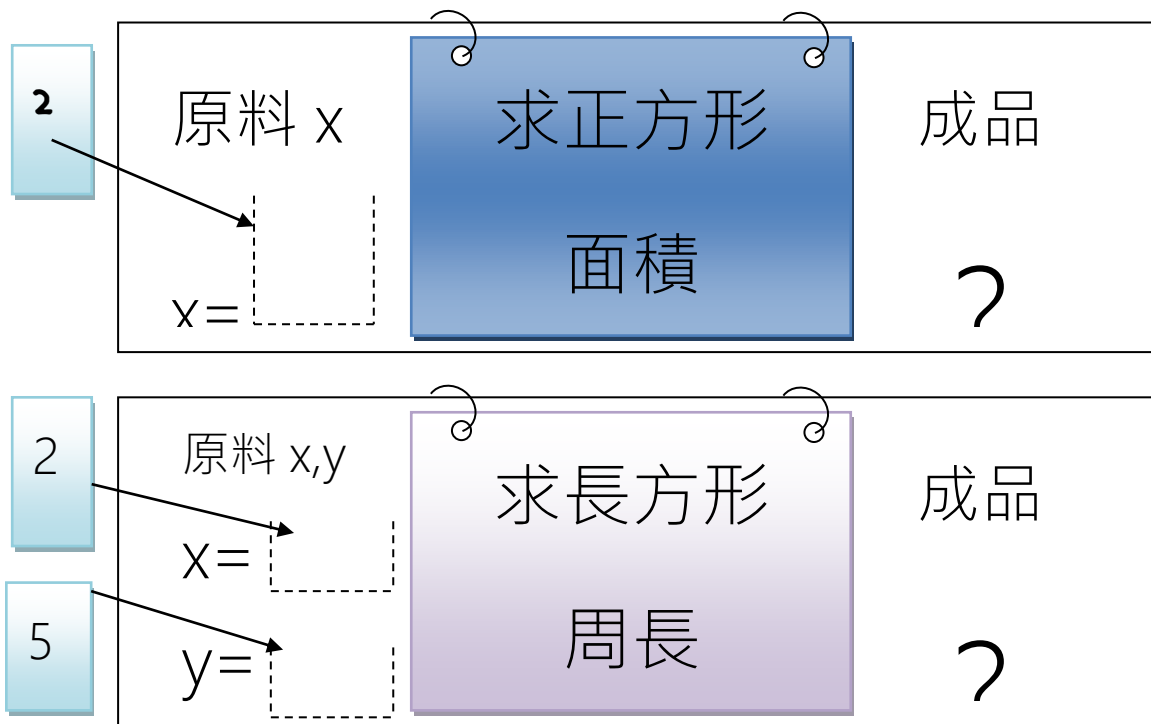 2
原料 x
x=
求正方形
面積
成品
?
2
5
原料 x,y
x=
y=
求長方形
周長
成品
?